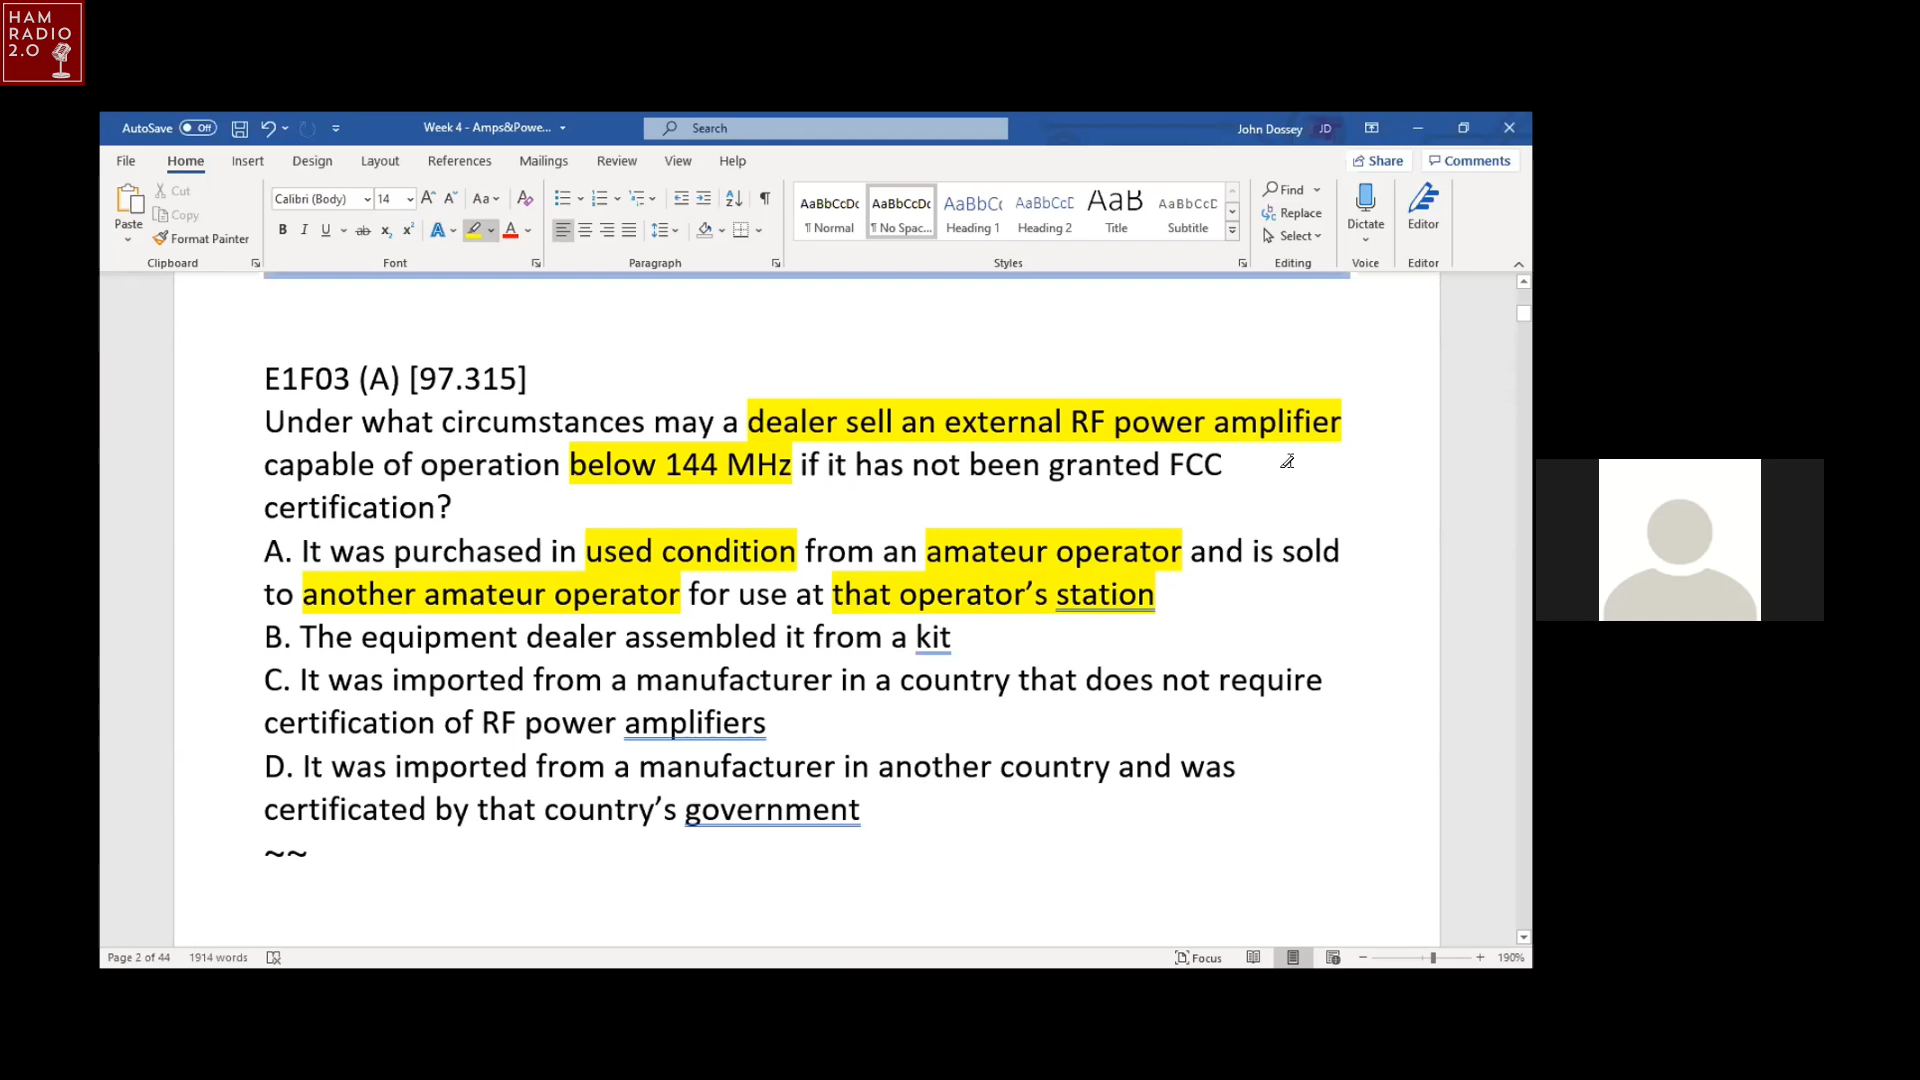 HAM
RADIO
2.0
AutoSave Off Week 4 - Amps&Powe... Search John Dossey JD
File Home Insert Design Layout References Mailings Review View Help Share Comments
Paste Cut Copy Format Painter Clipboard
Calibri (Body) 14 Font
Paragraph
AaBbCcDc AaBbCcDc AaBbCc AaBbCcE AaB AaBbCcD
¶ Normal ¶ No Spac... Heading 1 Heading 2 Title Subtitle
Styles
Find Replace Select Editing
Dictate Voice
Editor Editor
E1F03 (A) [97.315]
Under what circumstances may a dealer sell an external RF power amplifier
capable of operation below 144 MHz if it has not been granted FCC
certification?
A. It was purchased in used condition from an amateur operator and is sold
to another amateur operator for use at that operator’s station
B. The equipment dealer assembled it from a kit
C. It was imported from a manufacturer in a country that does not require
certification of RF power amplifiers
D. It was imported from a manufacturer in another country and was
certificated by that country’s government
~~
Page 2 of 44 1914 words Focus 190%